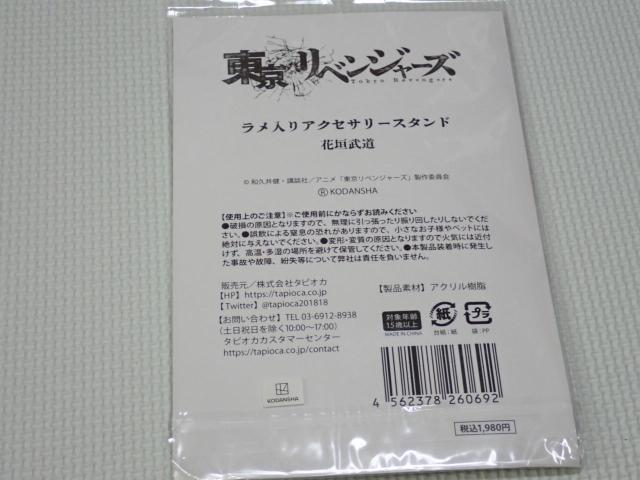 東京リベンジャーズ
Tokyo Revengers
ラメ入りアクセサリースタンド
花垣武道
© 和久井健・講談社／アニメ「東京リベンジャーズ」製作委員会
Ⓡ KODANSHA
【使用上のご注意】※ご使用前にかならずお読みください
●破損の原因となりますので、無理に引っ張ったり振り回したりしないでくだ
さい。●誤飲による窒息の恐れがありますので、小さなお子様やペットには
絶対に与えないでください。●変形・変質の原因となりますので火気には近付
けず、高温・多湿の場所を避けて保管してください。●本製品装着時に発生し
た事故や故障、紛失等について弊社は責任を負いません。
販売元／株式会社タピオカ
【HP】https://tapioca.co.jp
【Twitter】@tapioca201818
【お問い合わせ】TEL 03-6912-8938
(土日祝日を除く10:00〜17:00)
タピオカカスタマーセンター
https://tapioca.co.jp/contact
【製品素材】アクリル樹脂
対象年齢
15歳以上
MADE IN CHINA
紙
台紙：紙
プラ
袋：PP
KODANSHA
4 562378 260692
税込1,980円